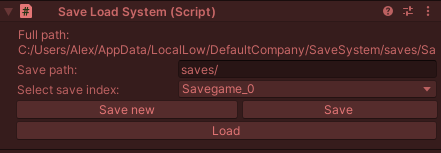 # Save Load System (Script)
Full path:
C:/Users/Alex/AppData/LocalLow/DefaultCompany/SaveSystem/saves/Sa
Save path: saves/
Select save index: Savegame_0
Save new Save
Load